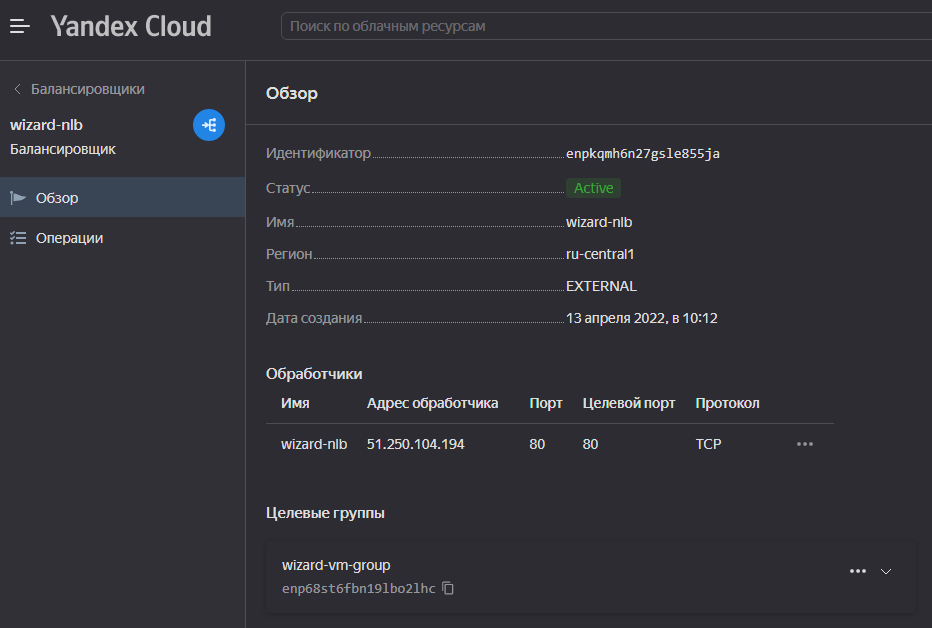 Yandex Cloud
Поиск по облачным ресурсам
Балансировщики
wizard-nlb
Балансировщик
Обзор
Операции
Обзор
Идентификатор enpkqmh6n27gsle855ja
Статус Active
Имя wizard-nlb
Регион ru-central1
Тип EXTERNAL
Дата создания 13 апреля 2022, в 10:12
Обработчики
Имя Адрес обработчика Порт Целевой порт Протокол
wizard-nlb 51.250.104.194 80 80 TCP
Целевые группы
wizard-vm-group
enp68st6fbn19lbo2lhc